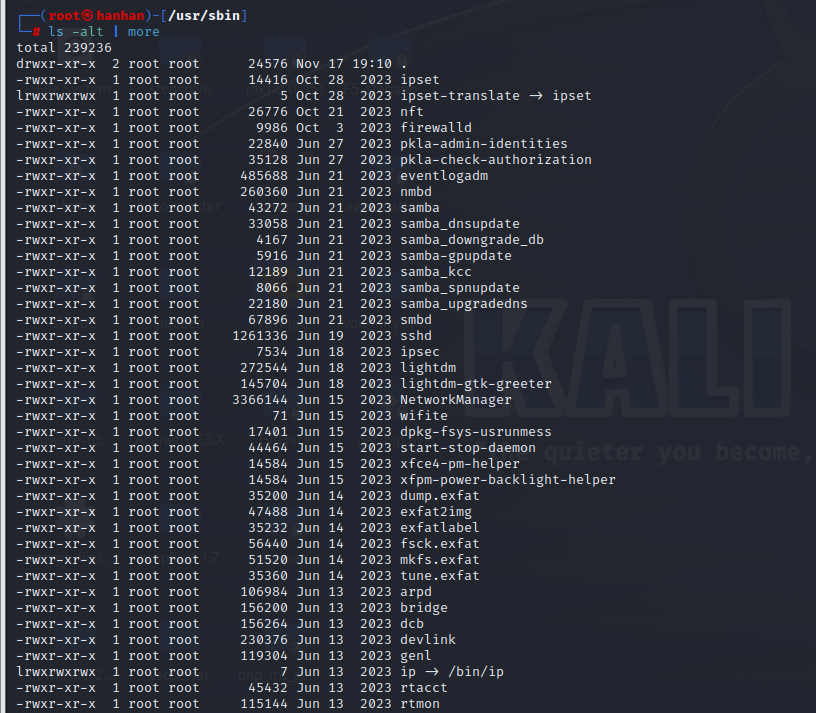 ┌──(root㉿hanhan)-[/usr/sbin]
└─# ls -alt | more
total 239236
drwxr-xr-x  2 root root      24576 Nov 17 19:10 .
-rwxr-xr-x  1 root root      14416 Oct 28  2023 ipset
lrwxrwxrwx  1 root root          5 Oct 28  2023 ipset-translate -> ipset
-rwxr-xr-x  1 root root      26776 Oct 21  2023 nft
-rwxr-xr-x  1 root root       9986 Oct  3  2023 firewalld
-rwxr-xr-x  1 root root      22840 Jun 27  2023 pkla-admin-identities
-rwxr-xr-x  1 root root      35128 Jun 27  2023 pkla-check-authorization
-rwxr-xr-x  1 root root     485688 Jun 21  2023 eventlogadm
-rwxr-xr-x  1 root root     260360 Jun 21  2023 nmbd
-rwxr-xr-x  1 root root      43272 Jun 21  2023 samba
-rwxr-xr-x  1 root root      33058 Jun 21  2023 samba_dnsupdate
-rwxr-xr-x  1 root root       4167 Jun 21  2023 samba_downgrade_db
-rwxr-xr-x  1 root root       5916 Jun 21  2023 samba-gpupdate
-rwxr-xr-x  1 root root      12189 Jun 21  2023 samba_kcc
-rwxr-xr-x  1 root root       8066 Jun 21  2023 samba_spnupdate
-rwxr-xr-x  1 root root      22180 Jun 21  2023 samba_upgradedns
-rwxr-xr-x  1 root root      67896 Jun 21  2023 smbd
-rwxr-xr-x  1 root root    1261336 Jun 19  2023 sshd
-rwxr-xr-x  1 root root       7534 Jun 18  2023 ipsec
-rwxr-xr-x  1 root root     272544 Jun 18  2023 lightdm
-rwxr-xr-x  1 root root     145704 Jun 18  2023 lightdm-gtk-greeter
-rwxr-xr-x  1 root root    3366144 Jun 15  2023 NetworkManager
-rwxr-xr-x  1 root root         71 Jun 15  2023 wifite
-rwxr-xr-x  1 root root      17401 Jun 15  2023 dpkg-fsys-usrunmess
-rwxr-xr-x  1 root root      44464 Jun 15  2023 start-stop-daemon
-rwxr-xr-x  1 root root      14584 Jun 15  2023 xfce4-pm-helper
-rwxr-xr-x  1 root root      14584 Jun 15  2023 xfpm-power-backlight-helper
-rwxr-xr-x  1 root root      35200 Jun 14  2023 dump.exfat
-rwxr-xr-x  1 root root      47488 Jun 14  2023 exfat2img
-rwxr-xr-x  1 root root      35232 Jun 14  2023 exfatlabel
-rwxr-xr-x  1 root root      56440 Jun 14  2023 fsck.exfat
-rwxr-xr-x  1 root root      51520 Jun 14  2023 mkfs.exfat
-rwxr-xr-x  1 root root      35360 Jun 14  2023 tune.exfat
-rwxr-xr-x  1 root root     106984 Jun 13  2023 arpd
-rwxr-xr-x  1 root root     156200 Jun 13  2023 bridge
-rwxr-xr-x  1 root root     156264 Jun 13  2023 dcb
-rwxr-xr-x  1 root root     230376 Jun 13  2023 devlink
-rwxr-xr-x  1 root root     119304 Jun 13  2023 genl
lrwxrwxrwx  1 root root          7 Jun 13  2023 ip -> /bin/ip
-rwxr-xr-x  1 root root      45432 Jun 13  2023 rtacct
-rwxr-xr-x  1 root root     115144 Jun 13  2023 rtmon
KALI
quieter you become,